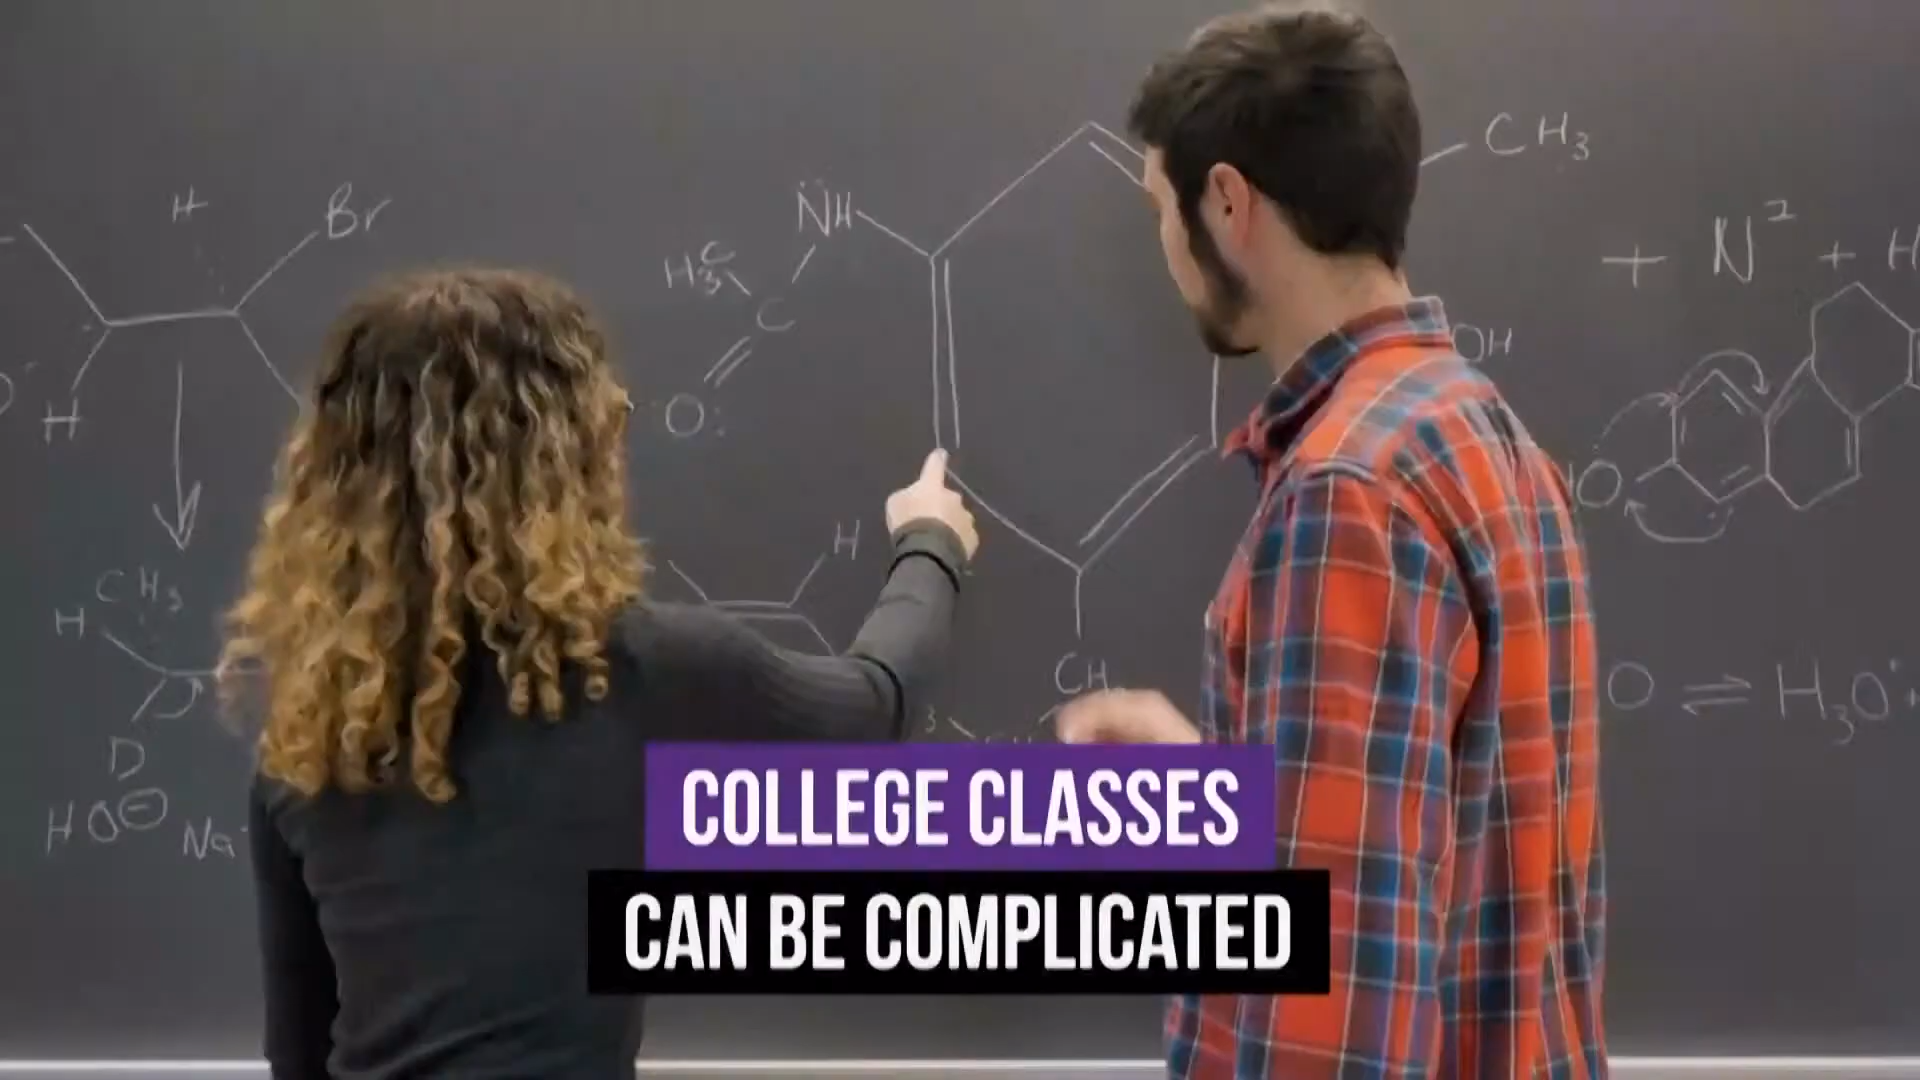 CH3
H
Br
NH
N2
+
+ H
H3C
C
OH
H
O:
O
H
CH3
H
CH
O ⇌ H3O
D
HO⊖
Na
COLLEGE CLASSES
CAN BE COMPLICATED